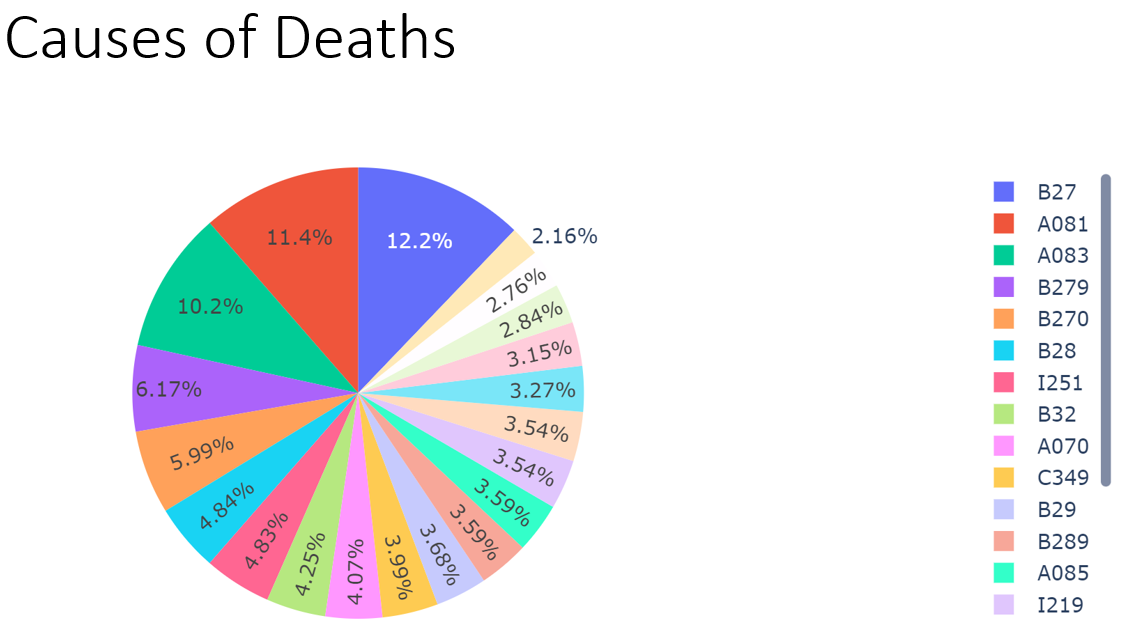 Causes of Deaths
12.2%
11.4%
10.2%
6.17%
5.99%
4.84%
4.83%
4.25%
4.07%
3.99%
3.68%
3.59%
3.59%
3.54%
3.54%
3.27%
3.15%
2.84%
2.76%
2.16%
B27
A081
A083
B279
B270
B28
I251
B32
A070
C349
B29
B289
A085
I219